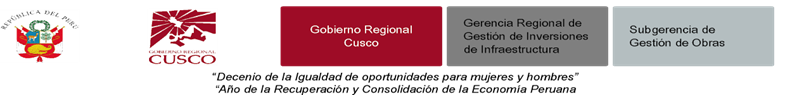 REPÚBLICA DEL PERÚ
GOBIERNO REGIONAL
CUSCO
Gobierno Regional
Cusco
Gerencia Regional de
Gestión de Inversiones
de Infraestructura
Subgerencia de
Gestión de Obras
"Decenio de la Igualdad de oportunidades para mujeres y hombres"
"Año de la Recuperación y Consolidación de la Economía Peruana